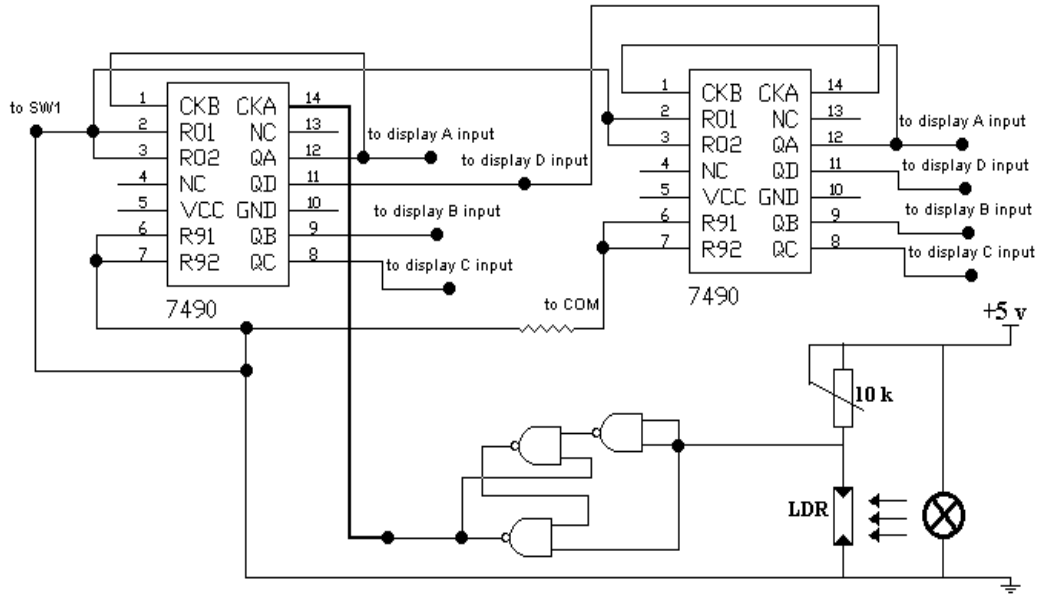 to SW1
1 CKB CKA 14
2 R01 NC 13
3 R02 QA 12
4 NC QD 11
5 VCC GND 10
6 R91 QB 9
7 R92 QC 8
7490
to display A input
to display D input
to display B input
to display C input
to COM
1 CKB CKA 14
2 R01 NC 13
3 R02 QA 12
4 NC QD 11
5 VCC GND 10
6 R91 QB 9
7 R92 QC 8
7490
to display A input
to display D input
to display B input
to display C input
+5 v
10 k
LDR